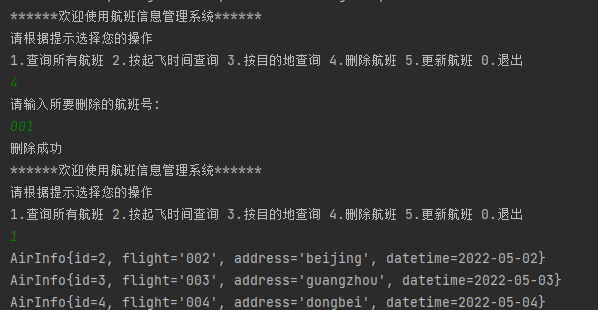 ******欢迎使用航班信息管理系统******
请根据提示选择您的操作
1.查询所有航班 2.按起飞时间查询 3.按目的地查询 4.删除航班 5.更新航班 0.退出
4
请输入所要删除的航班号:
001
删除成功
******欢迎使用航班信息管理系统******
请根据提示选择您的操作
1.查询所有航班 2.按起飞时间查询 3.按目的地查询 4.删除航班 5.更新航班 0.退出
1
AirInfo{id=2, flight='002', address='beijing', datetime=2022-05-02}
AirInfo{id=3, flight='003', address='guangzhou', datetime=2022-05-03}
AirInfo{id=4, flight='004', address='dongbei', datetime=2022-05-04}